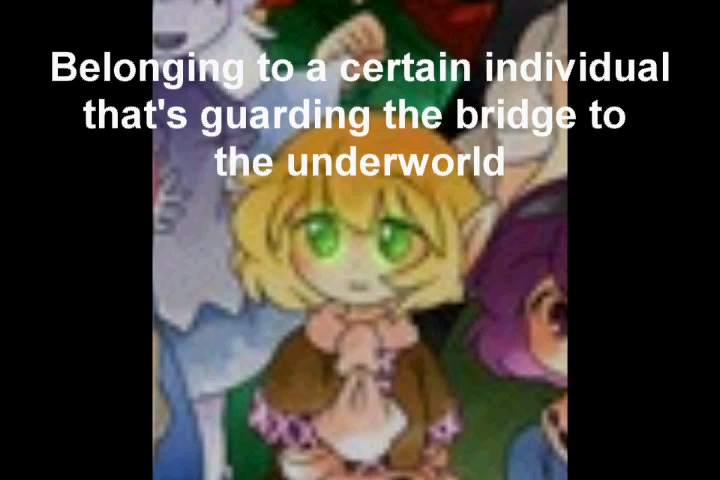 Belonging to a certain individual
that's guarding the bridge to
the underworld